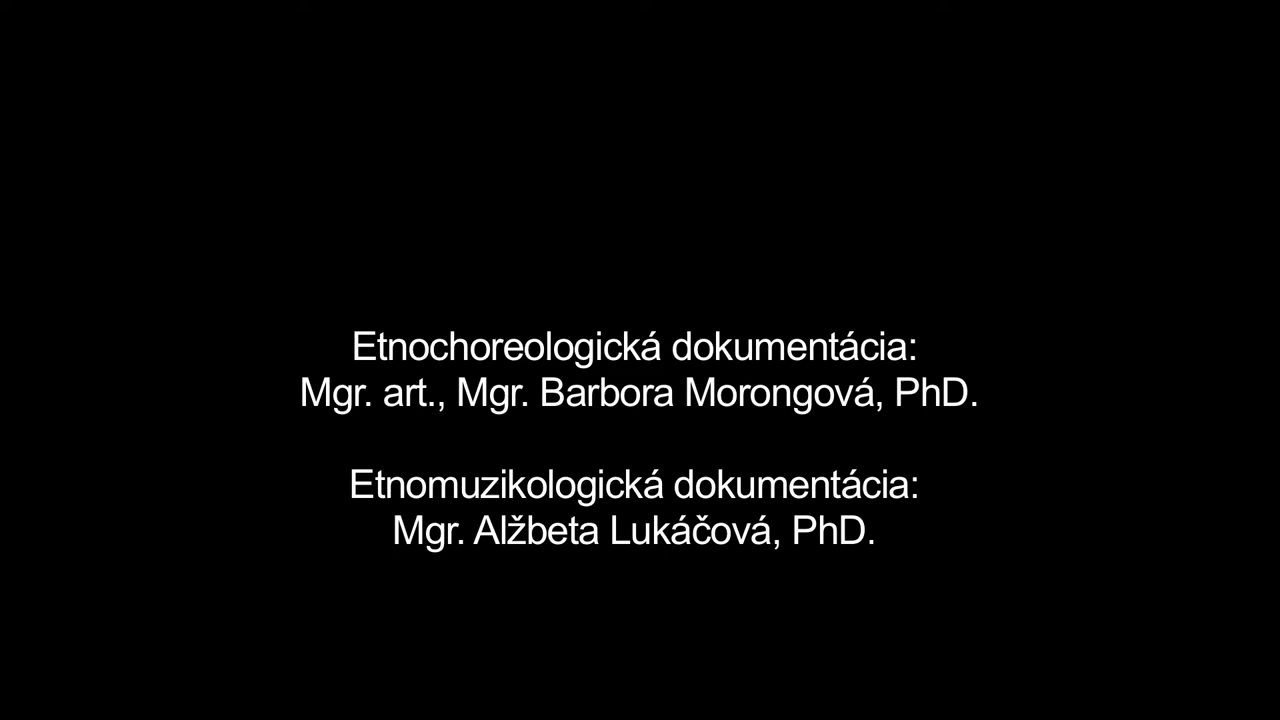 Etnochoreologická dokumentácia:
Mgr. art., Mgr. Barbora Morongová, PhD.
Etnomuzikologická dokumentácia:
Mgr. Alžbeta Lukáčová, PhD.